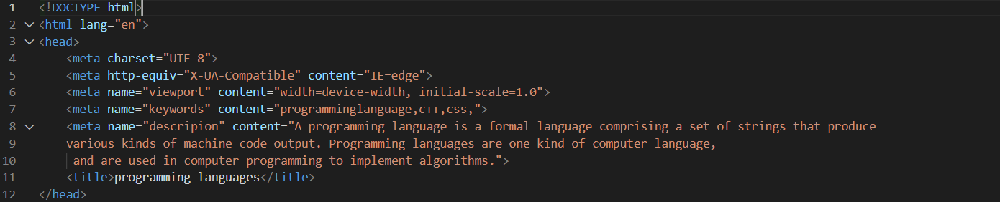 1 <!DOCTYPE html>
2 <html lang="en">
3 <head>
4     <meta charset="UTF-8">
5     <meta http-equiv="X-UA-Compatible" content="IE=edge">
6     <meta name="viewport" content="width=device-width, initial-scale=1.0">
7     <meta name="keywords" content="programminglanguage,c++,css,">
8     <meta name="descripion" content="A programming language is a formal language comprising a set of strings that produce
9     various kinds of machine code output. Programming languages are one kind of computer language,
10     and are used in computer programming to implement algorithms.">
11     <title>programming languages</title>
12 </head>